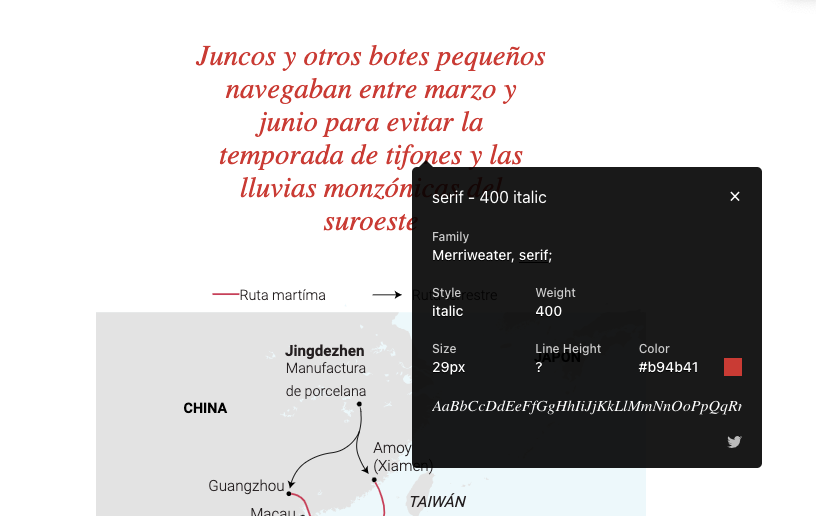 Juncos y otros botes pequeños
navegaban entre marzo y
junio para evitar la
temporada de tifones y las
lluvias monzónicas del
suroeste
serif - 400 italic
×
Family
Merriweater, serif;
Style
Weight
italic
400
Size
Line Height
Color
29px
?
#b94b41
AaBbCcDdEeFfGgHhIiJjKkLlMmNnOoPpQqRr
Ruta martíma
Ruta terrestre
Jingdezhen
Manufactura
de porcelana
CHINA
JAPÓN
Amoy
(Xiamen)
Guangzhou
TAIWÁN
Macau